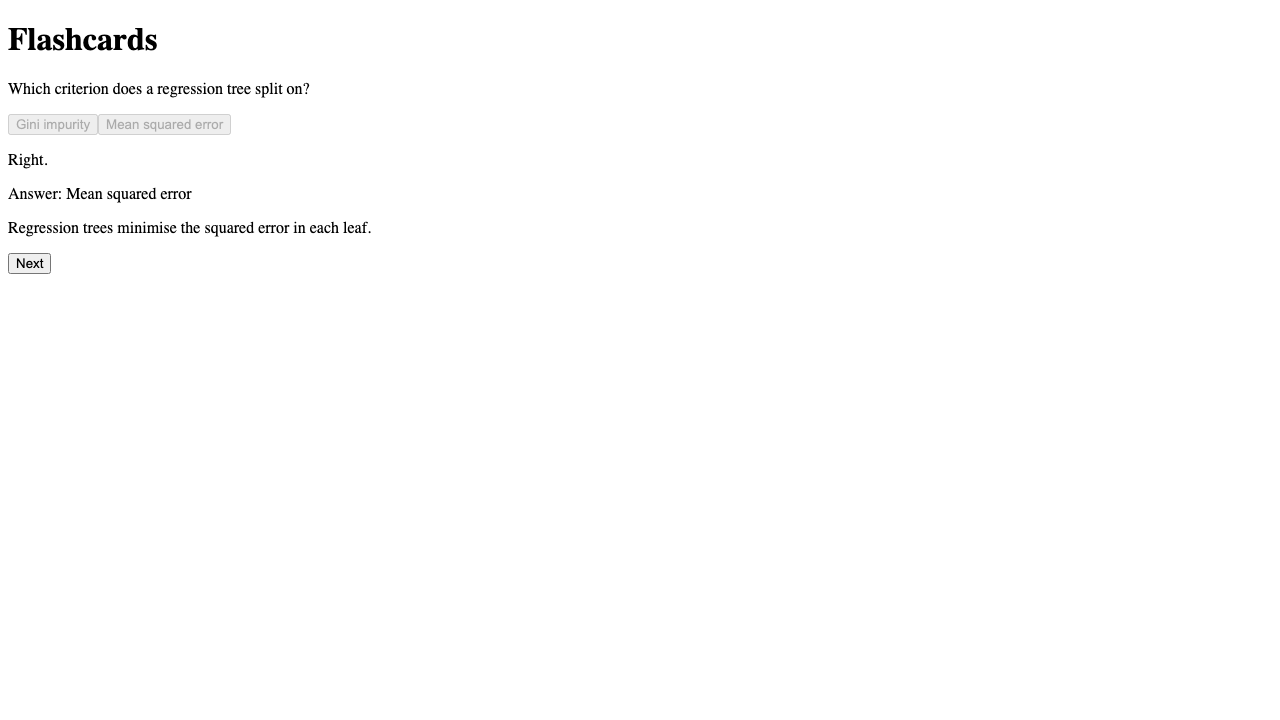 Flashcards
Which criterion does a regression tree split on?
Gini impurity Mean squared error
Right.
Answer: Mean squared error
Regression trees minimise the squared error in each leaf.
Next